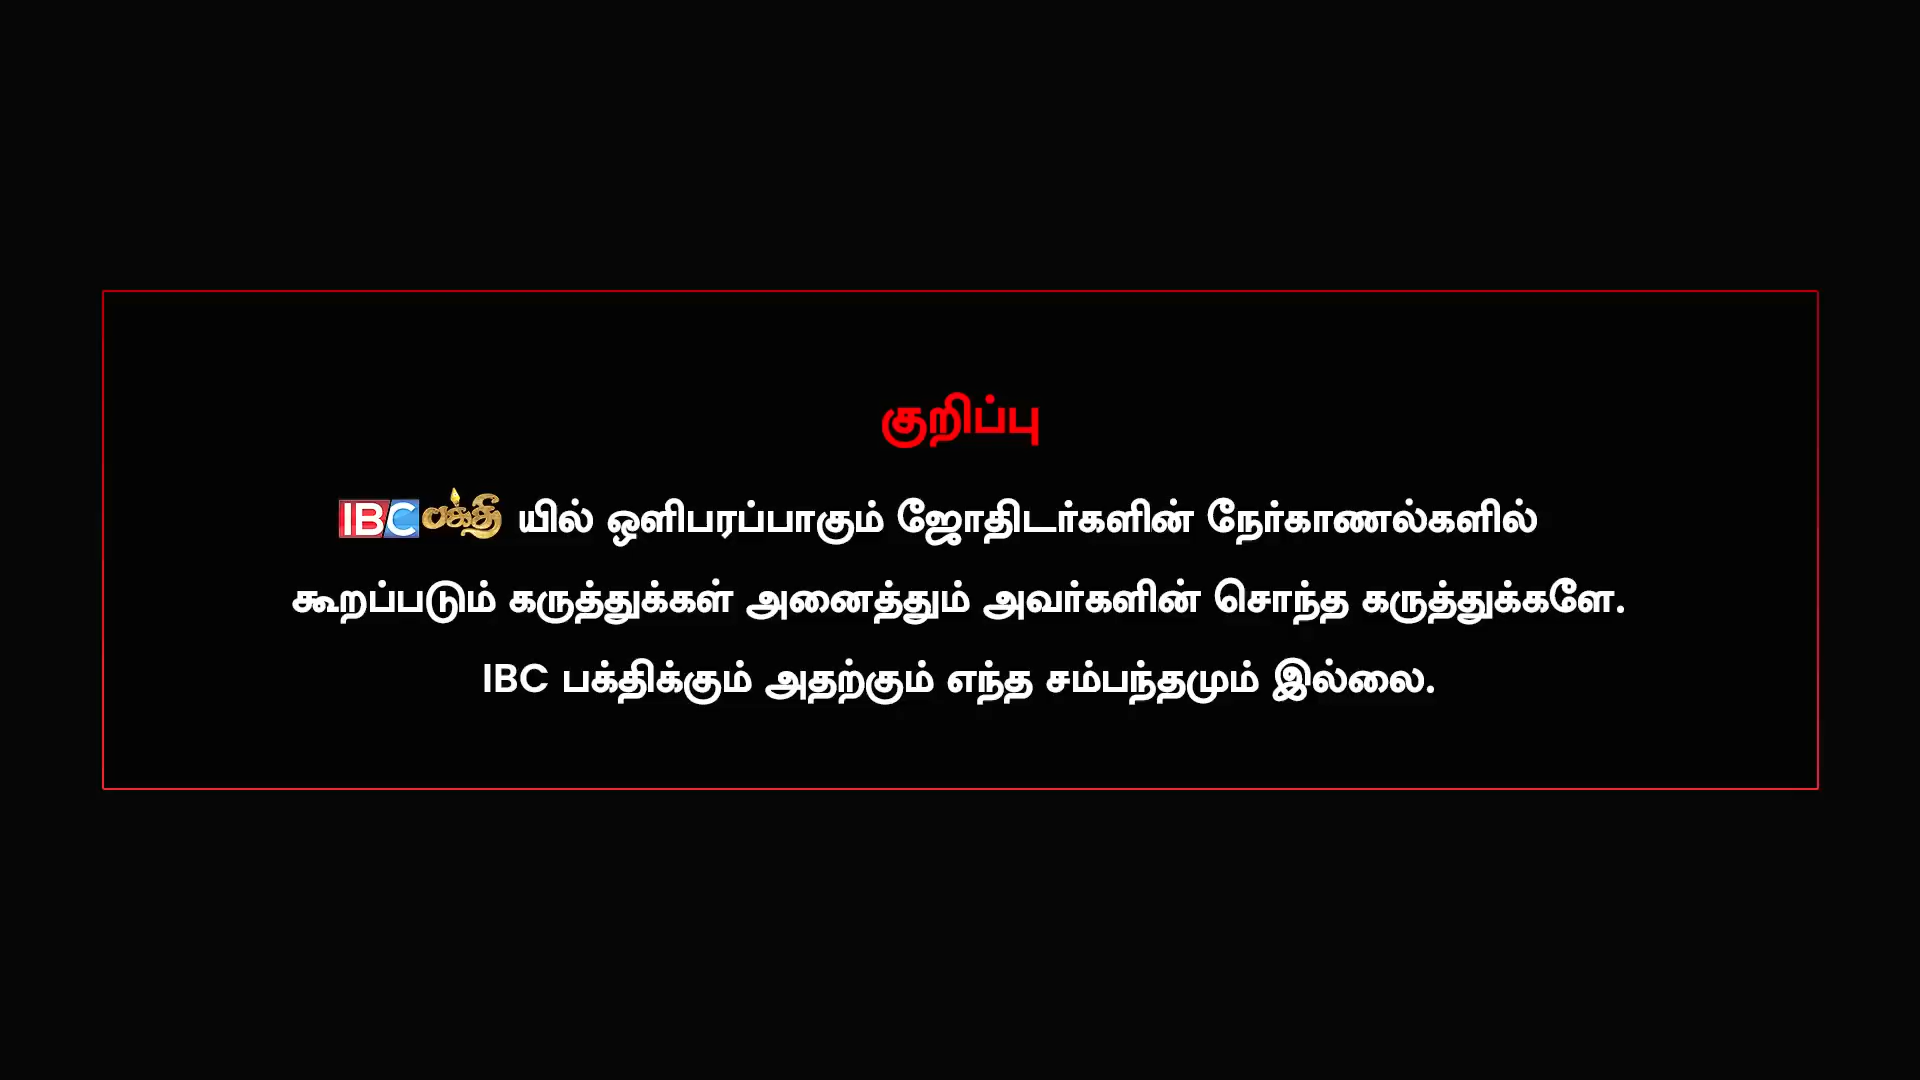 குறிப்பு
IBC பக்தி யில் ஒளிபரப்பாகும் ஜோதிடர்களின் நேர்காணல்களில்
கூறப்படும் கருத்துக்கள் அனைத்தும் அவர்களின் சொந்த கருத்துக்களே.
IBC பக்திக்கும் அதற்கும் எந்த சம்பந்தமும் இல்லை.